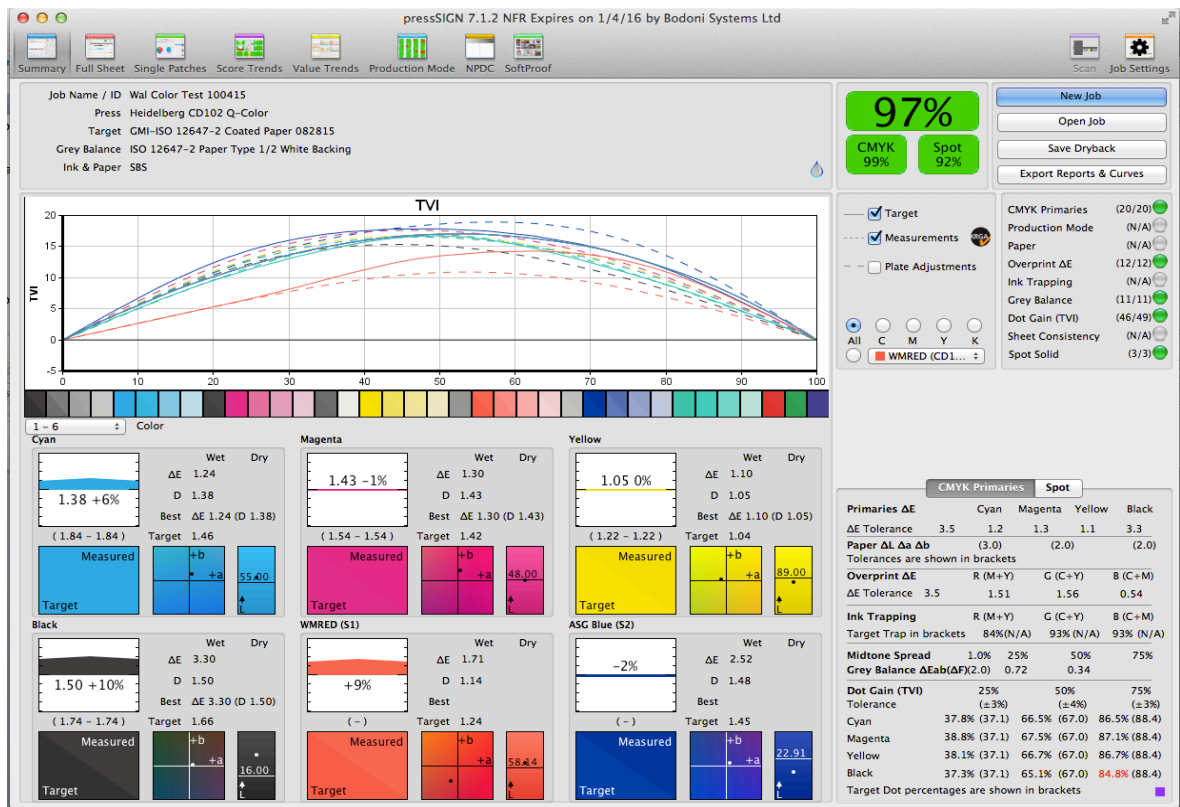 pressSIGN 7.1.2 NFR Expires on 1/4/16 by Bodoni Systems Ltd
Summary Full Sheet Single Patches Score Trends Value Trends Production Mode NPDC SoftProof Scan Job Settings
Job Name / ID Wal Color Test 100415
Press Heidelberg CD102 Q-Color
Target GMI-ISO 12647-2 Coated Paper 082815
Grey Balance ISO 12647-2 Paper Type 1/2 White Backing
Ink & Paper SBS
97%
CMYK 99%
Spot 92%
New Job
Open Job
Save Dryback
Export Reports & Curves
TVI
TVI
20
15
10
5
0
-5
0 10 20 30 40 50 60 70 80 90 100
Target
Measurements
Plate Adjustments
All C M Y K
WMRED (CD1...
CMYK Primaries (20/20)
Production Mode (N/A)
Paper (N/A)
Overprint ΔE (12/12)
Ink Trapping (N/A)
Grey Balance (11/11)
Dot Gain (TVI) (46/49)
Sheet Consistency (N/A)
Spot Solid (3/3)
1 - 6 Color
Cyan
Wet Dry
1.38 +6%
ΔE 1.24
D 1.38
Best ΔE 1.24 (D 1.38)
(1.84 - 1.84) Target 1.46
Measured
Target
+b
+a
55.00
L
Magenta
Wet Dry
1.43 -1%
ΔE 1.30
D 1.43
Best ΔE 1.30 (D 1.43)
(1.54 - 1.54) Target 1.42
Measured
Target
+b
+a
48.00
L
Yellow
Wet Dry
1.05 0%
ΔE 1.10
D 1.05
Best ΔE 1.10 (D 1.05)
(1.22 - 1.22) Target 1.04
Measured
Target
+b
+a
89.00
L
Black
Wet Dry
1.50 +10%
ΔE 3.30
D 1.50
Best ΔE 3.30 (D 1.50)
(1.74 - 1.74) Target 1.66
Measured
Target
+b
+a
16.00
L
WMRED (S1)
Wet Dry
+9%
ΔE 1.71
D 1.14
Best
( - ) Target 1.24
Measured
Target
+b
+a
58.14
L
ASG Blue (S2)
Wet Dry
-2%
ΔE 2.52
D 1.48
Best
( - ) Target 1.45
Measured
Target
+b
+a
22.91
L
CMYK Primaries Spot
Primaries ΔE Cyan Magenta Yellow Black
ΔE Tolerance 3.5 1.2 1.3 1.1 3.3
Paper ΔL Δa Δb (3.0) (2.0) (2.0)
Tolerances are shown in brackets
Overprint ΔE R (M+Y) G (C+Y) B (C+M)
ΔE Tolerance 3.5 1.51 1.56 0.54
Ink Trapping R (M+Y) G (C+Y) B (C+M)
Target Trap in brackets 84%(N/A) 93% (N/A) 93% (N/A)
Midtone Spread 1.0% 25% 50% 75%
Grey Balance ΔEab(ΔF)(2.0) 0.72 0.34
Dot Gain (TVI) 25% 50% 75%
Tolerance (±3%) (±4%) (±3%)
Cyan 37.8% (37.1) 66.5% (67.0) 86.5% (88.4)
Magenta 38.8% (37.1) 67.5% (67.0) 87.1% (88.4)
Yellow 38.1% (37.1) 66.7% (67.0) 86.7% (88.4)
Black 37.3% (37.1) 65.1% (67.0) 84.8% (88.4)
Target Dot percentages are shown in brackets